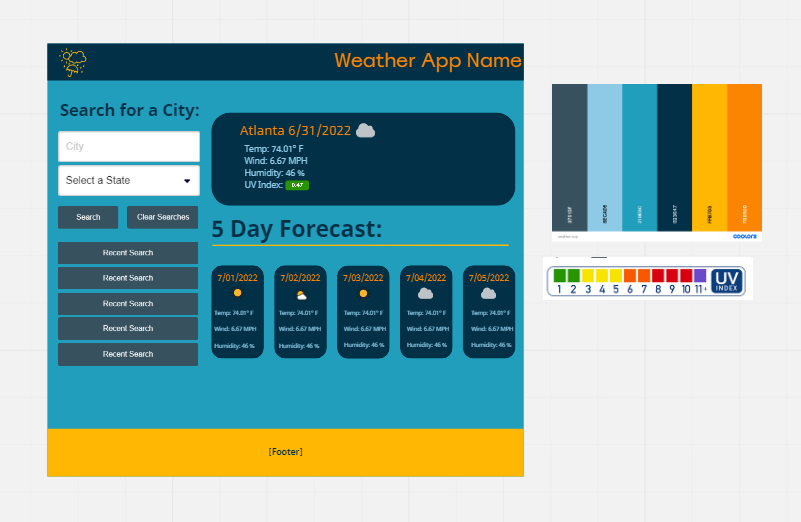 Weather App Name
Search for a City:
City
Select a State
Search
Clear Searches
Recent Search
Recent Search
Recent Search
Recent Search
Recent Search
Atlanta 6/31/2022
Temp: 74.01° F
Wind: 6.67 MPH
Humidity: 46 %
UV Index: 0.47
5 Day Forecast:
7/01/2022
Temp: 74.01° F
Wind: 6.67 MPH
Humidity: 46 %
7/02/2022
Temp: 74.01° F
Wind: 6.67 MPH
Humidity: 46 %
7/03/2022
Temp: 74.01° F
Wind: 6.67 MPH
Humidity: 46 %
7/04/2022
Temp: 74.01° F
Wind: 6.67 MPH
Humidity: 46 %
7/05/2022
Temp: 74.01° F
Wind: 6.67 MPH
Humidity: 46 %
[Footer]
coolors
1 2 3 4 5 6 7 8 9 10 11+
UV
INDEX